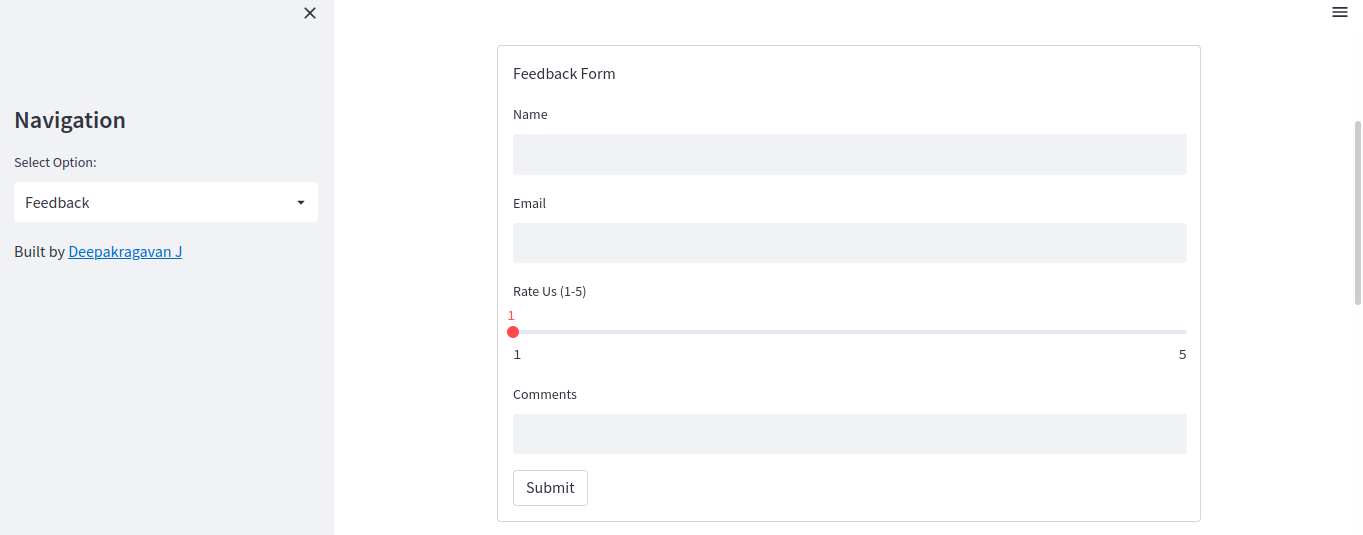 Navigation
Select Option:
Feedback
Built by Deepakragavan J
Feedback Form
Name
Email
Rate Us (1-5)
1
1 5
Comments
Submit